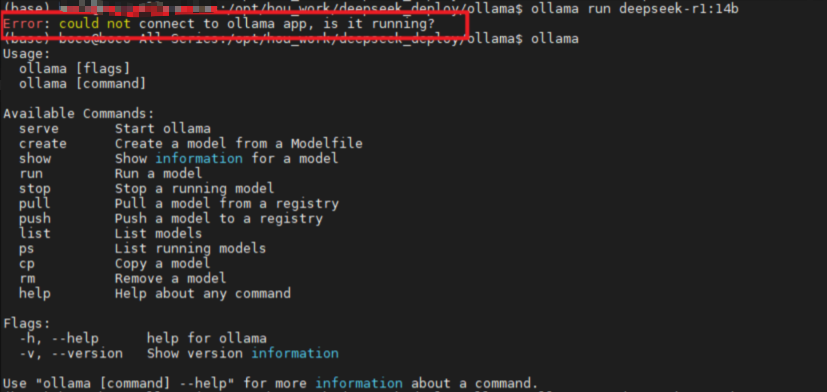 (base) :/opt/hou_work/deepseek_deploy/ollama$ ollama run deepseek-r1:14b
Error: could not connect to ollama app, is it running?
(base) boco@boco-All-Series:/opt/hou_work/deepseek_deploy/ollama$ ollama
Usage:
  ollama [flags]
  ollama [command]
Available Commands:
  serve       Start ollama
  create      Create a model from a Modelfile
  show        Show information for a model
  run         Run a model
  stop        Stop a running model
  pull        Pull a model from a registry
  push        Push a model to a registry
  list        List models
  ps          List running models
  cp          Copy a model
  rm          Remove a model
  help        Help about any command
Flags:
  -h, --help      help for ollama
  -v, --version   Show version information
Use "ollama [command] --help" for more information about a command.